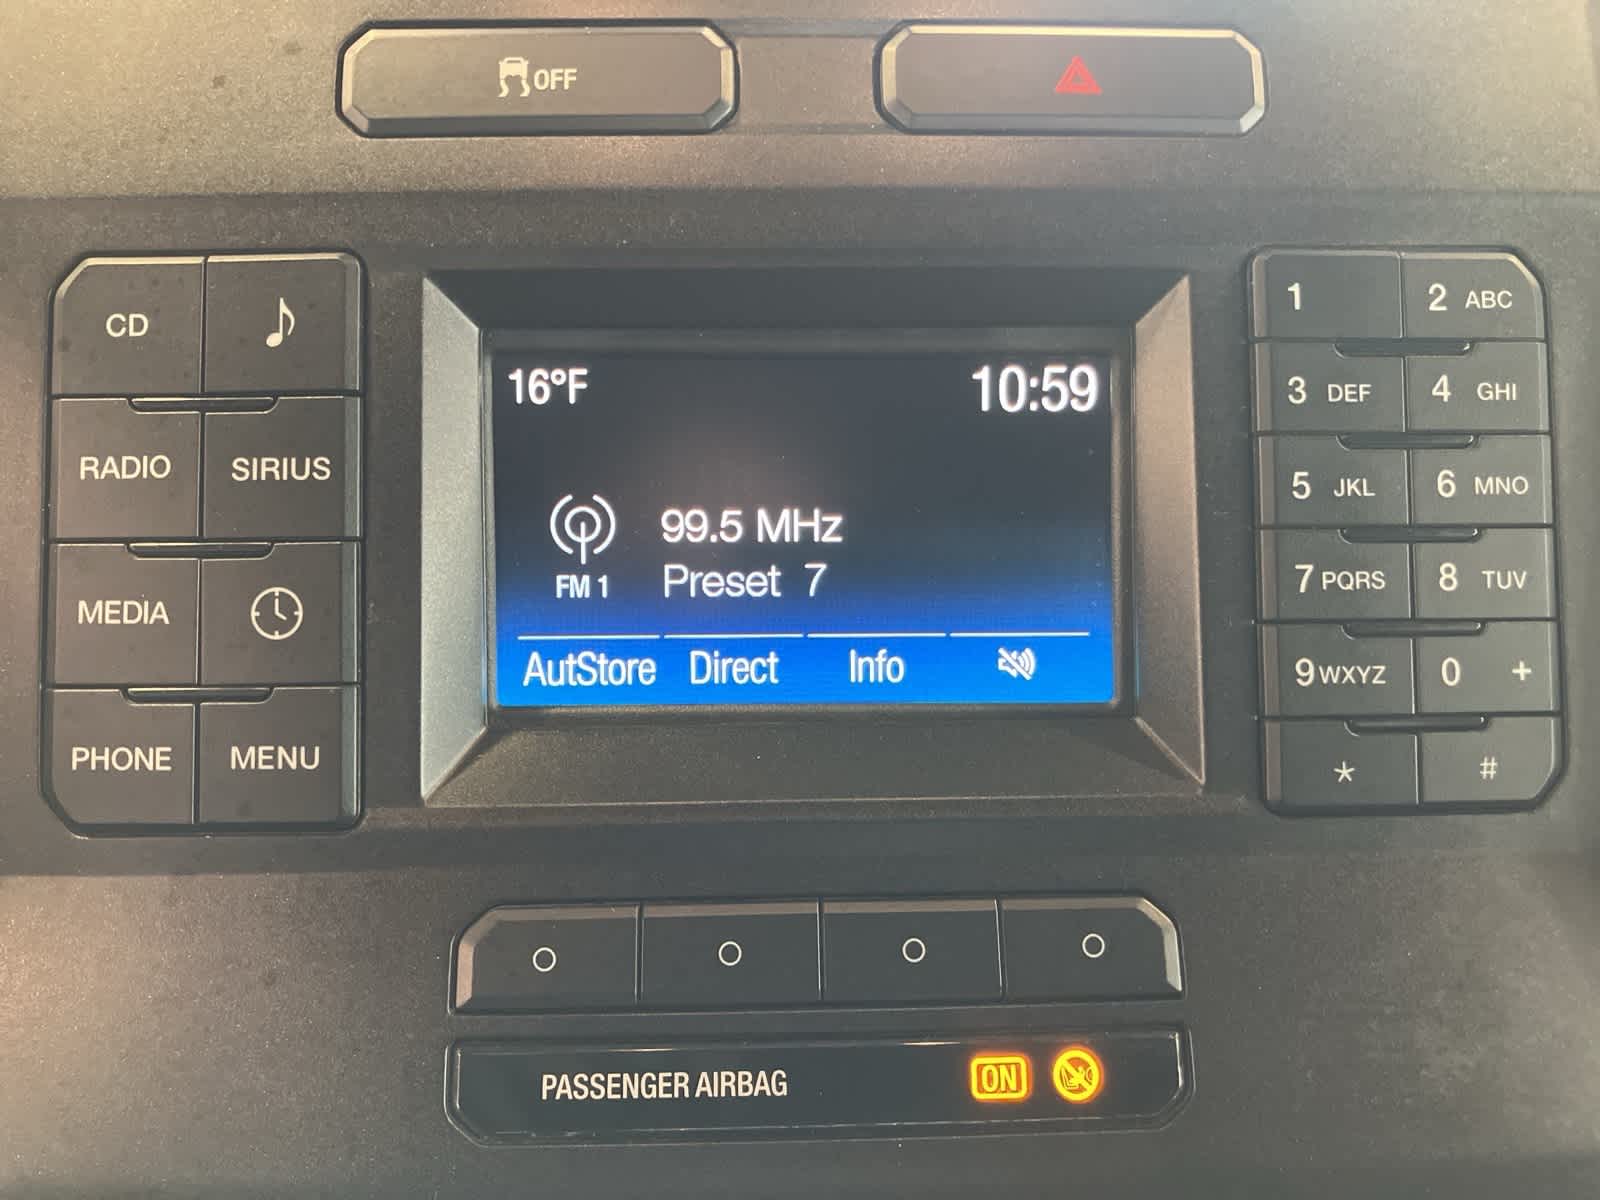 OFF
CD
RADIO SIRIUS
MEDIA
PHONE MENU
16°F 10:59
99.5 MHz
FM 1 Preset 7
AutStore Direct Info
1 2 ABC
3 DEF 4 GHI
5 JKL 6 MNO
7 PQRS 8 TUV
9 WXYZ 0 +
* #
PASSENGER AIRBAG ON